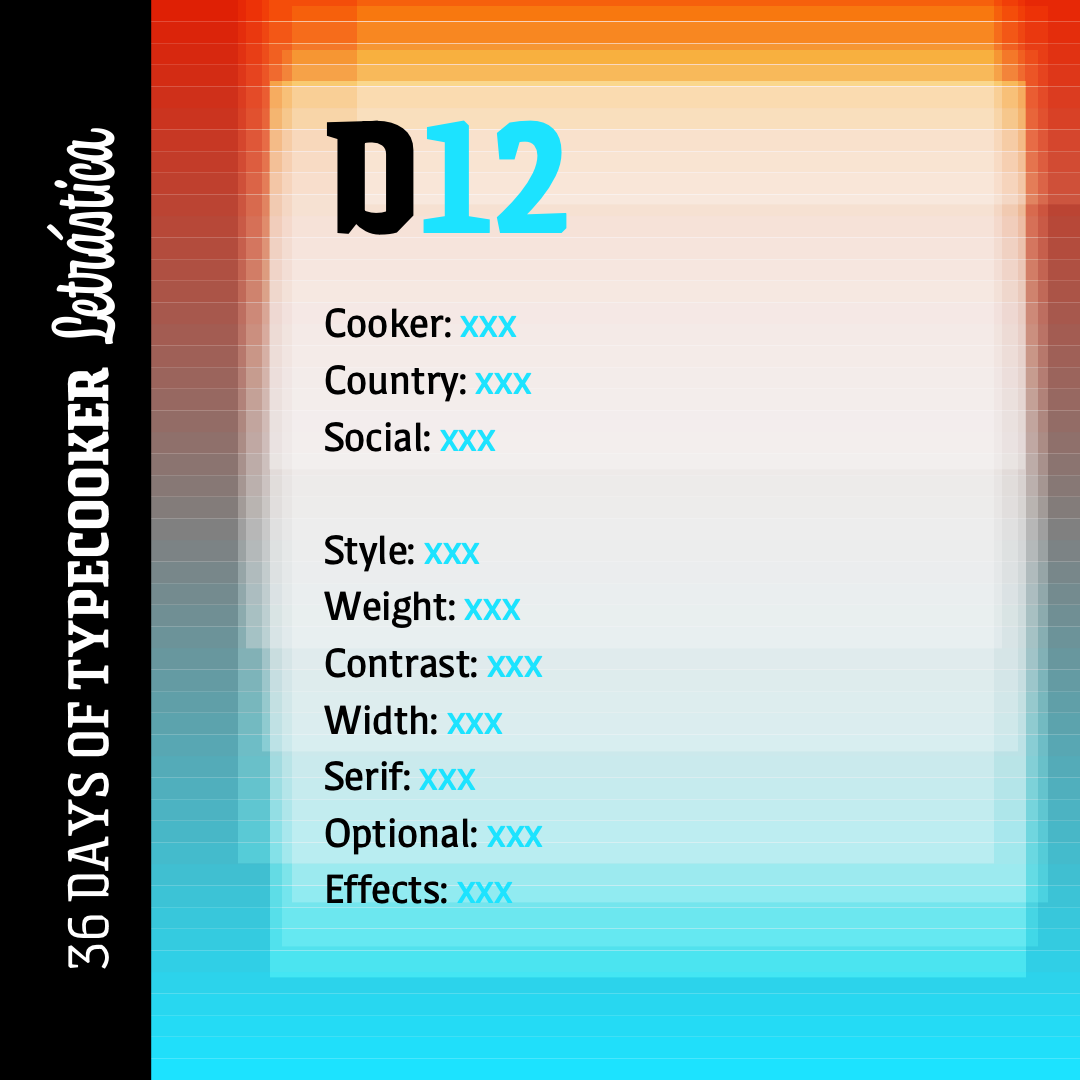 36 DAYS OF TYPECOOKER Letrástica
D12
Cooker: xxx
Country: xxx
Social: xxx
Style: xxx
Weight: xxx
Contrast: xxx
Width: xxx
Serif: xxx
Optional: xxx
Effects: xxx